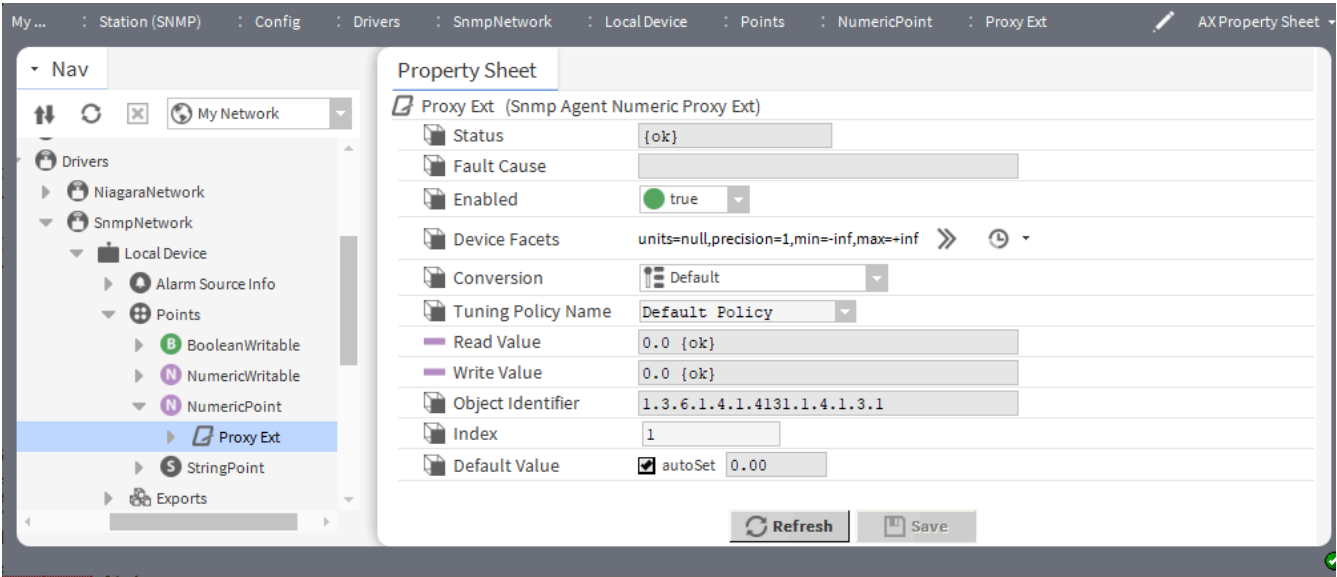 My ... : Station (SNMP) : Config : Drivers : SnmpNetwork : Local Device : Points : NumericPoint : Proxy Ext AX Property Sheet
Nav
My Network
Drivers
NiagaraNetwork
SnmpNetwork
Local Device
Alarm Source Info
Points
B BooleanWritable
N NumericWritable
N NumericPoint
Proxy Ext
S StringPoint
Exports
Property Sheet
Proxy Ext (Snmp Agent Numeric Proxy Ext)
Status {ok}
Fault Cause
Enabled true
Device Facets units=null,precision=1,min=-inf,max=+inf
Conversion Default
Tuning Policy Name Default Policy
Read Value 0.0 {ok}
Write Value 0.0 {ok}
Object Identifier 1.3.6.1.4.1.4131.1.4.1.3.1
Index 1
Default Value autoSet 0.00
Refresh Save